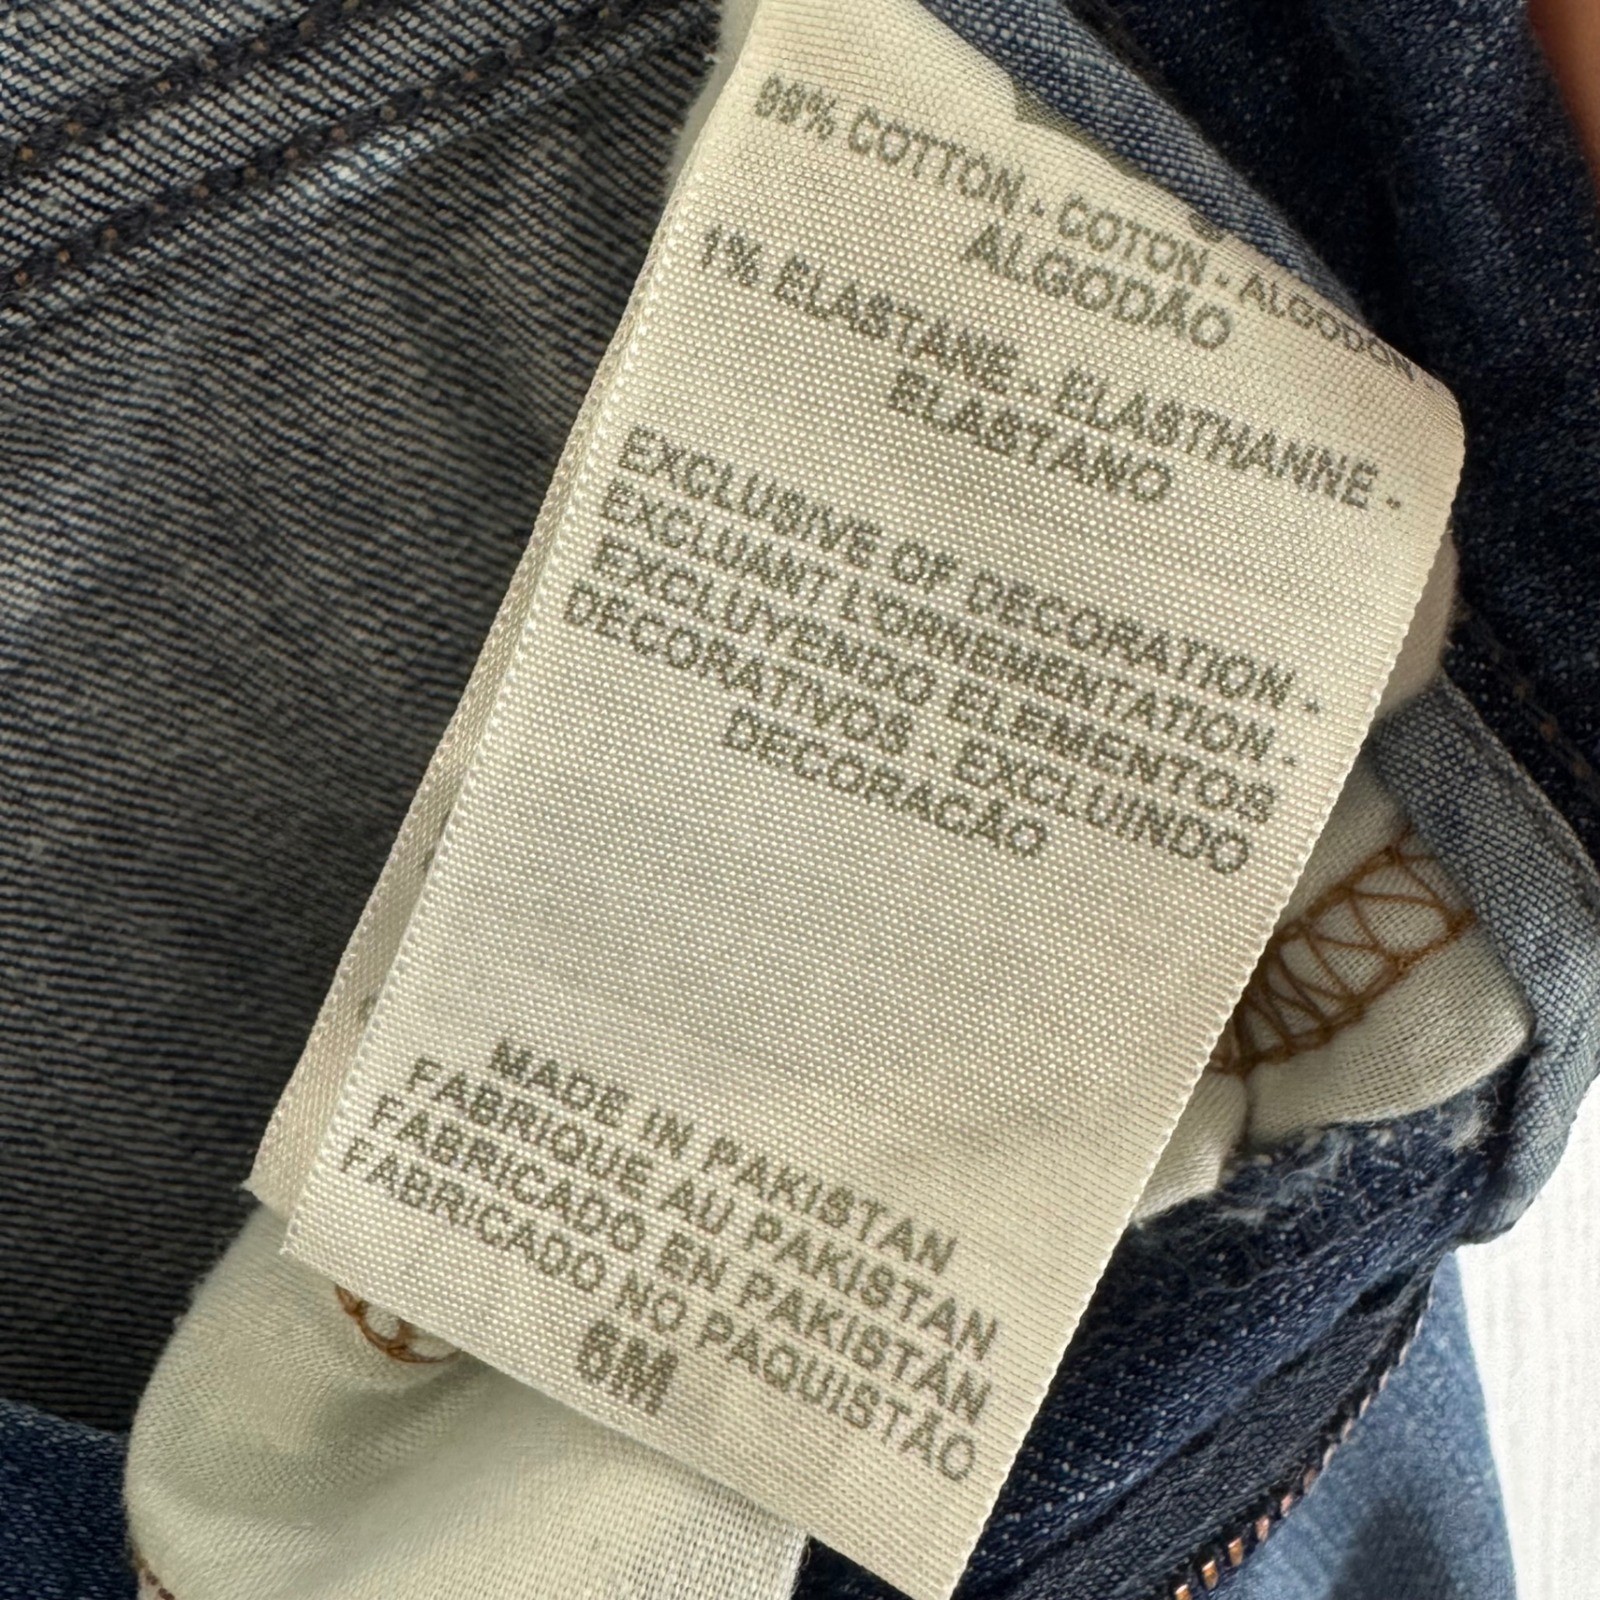 99% COTTON - COTON - ALGODÓN
ALGODÃO
1% ELASTANE - ELASTHANNE -
ELASTANO
EXCLUSIVE OF DECORATION -
EXCLUANT L'ORNEMENTATION -
EXCLUYENDO ELEMENTOS
DECORATIVOS - EXCLUINDO
DECORAÇÃO
MADE IN PAKISTAN
FABRIQUE AU PAKISTAN
FABRICADO EN PAKISTÁN
FABRICADO NO PAQUISTÃO
6M